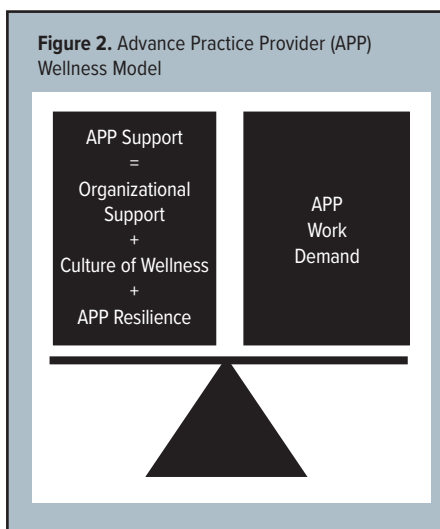 Figure 2. Advance Practice Provider (APP)
Wellness Model
APP Support
=
Organizational
Support
+
Culture of Wellness
+
APP Resilience
APP
Work
Demand